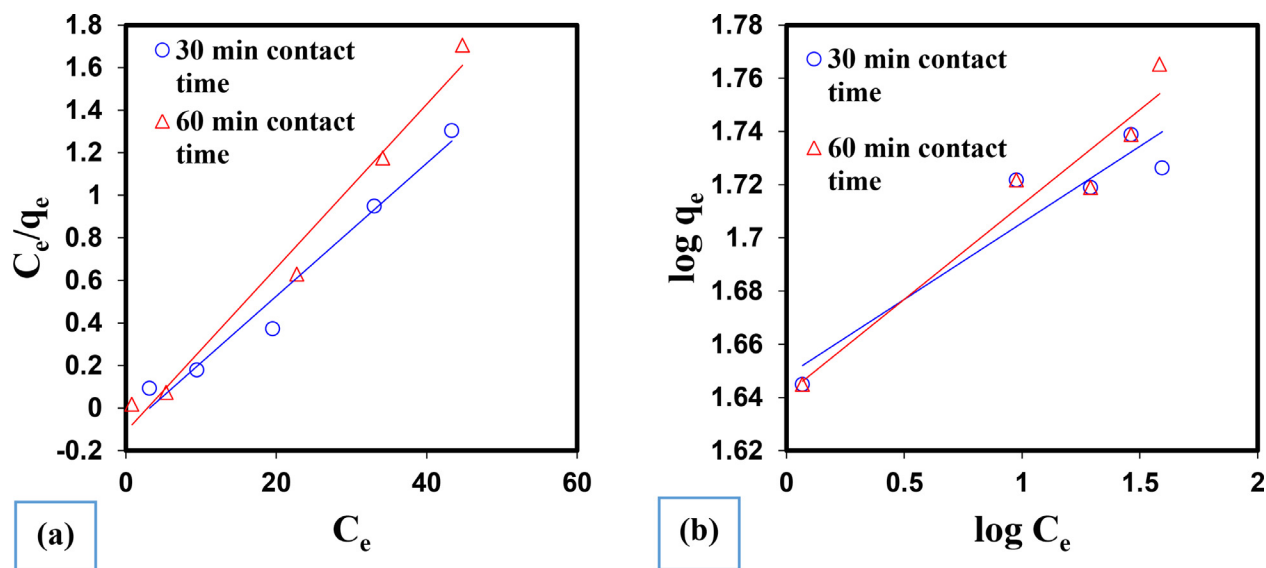 1.8
1.6
1.4
1.2
1
0.8
0.6
0.4
0.2
0
-0.2
0
20
40
60
30 min contact
time
60 min contact
time
Ce/qe
Ce
(a)
1.78
1.76
1.74
1.72
1.7
1.68
1.66
1.64
1.62
0
0.5
1
1.5
2
30 min contact
time
60 min contact
time
log qe
log Ce
(b)